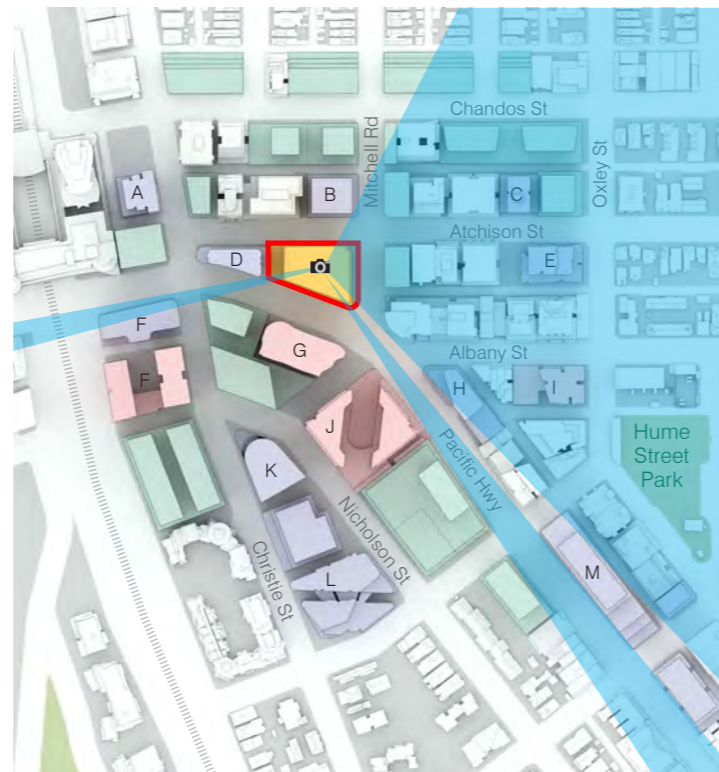 Chandos St
Mitchell Rd
Oxley St
A
B
C
Atchison St
D
E
F
G
Albany St
H
I
F
J
Pacific Hwy
Hume
Street
Park
K
Nicholson St
Christie St
L
M